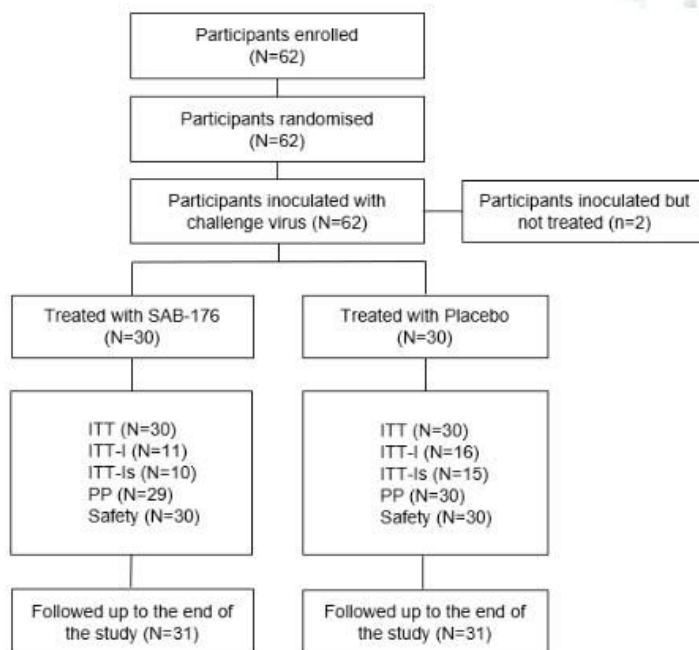 Participants enrolled
(N=62)
Participants randomised
(N=62)
Participants inoculated with
challenge virus (N=62)
Participants inoculated but
not treated (n=2)
Treated with SAB-176
(N=30)
Treated with Placebo
(N=30)
ITT (N=30)
ITT-I (N=11)
ITT-Is (N=10)
PP (N=29)
Safety (N=30)
ITT (N=30)
ITT-I (N=16)
ITT-Is (N=15)
PP (N=30)
Safety (N=30)
Followed up to the end of
the study (N=31)
Followed up to the end of
the study (N=31)